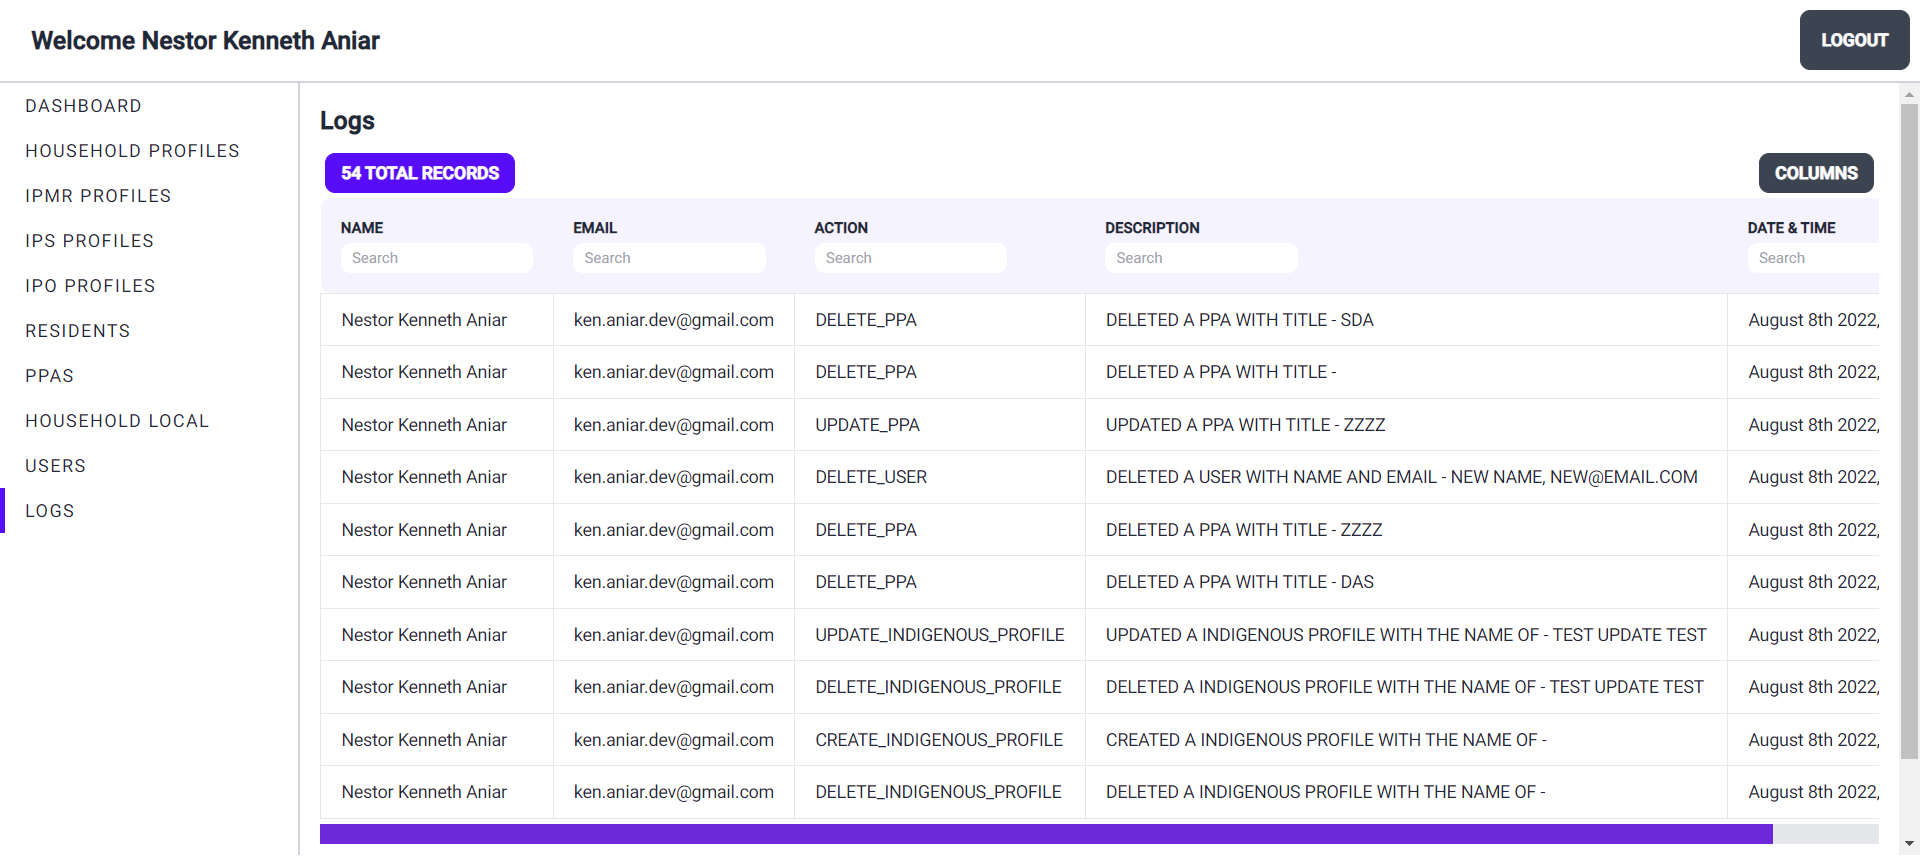 Welcome Nestor Kenneth Aniar
LOGOUT
DASHBOARD
HOUSEHOLD PROFILES
IPMR PROFILES
IPS PROFILES
IPO PROFILES
RESIDENTS
PPAS
HOUSEHOLD LOCAL
USERS
LOGS
Logs
54 TOTAL RECORDS
COLUMNS
NAME EMAIL ACTION DESCRIPTION DATE & TIME
Search Search Search Search Search
Nestor Kenneth Aniar ken.aniar.dev@gmail.com DELETE_PPA DELETED A PPA WITH TITLE - SDA August 8th 2022,
Nestor Kenneth Aniar ken.aniar.dev@gmail.com DELETE_PPA DELETED A PPA WITH TITLE - August 8th 2022,
Nestor Kenneth Aniar ken.aniar.dev@gmail.com UPDATE_PPA UPDATED A PPA WITH TITLE - ZZZZ August 8th 2022,
Nestor Kenneth Aniar ken.aniar.dev@gmail.com DELETE_USER DELETED A USER WITH NAME AND EMAIL - NEW NAME, NEW@EMAIL.COM August 8th 2022,
Nestor Kenneth Aniar ken.aniar.dev@gmail.com DELETE_PPA DELETED A PPA WITH TITLE - ZZZZ August 8th 2022,
Nestor Kenneth Aniar ken.aniar.dev@gmail.com DELETE_PPA DELETED A PPA WITH TITLE - DAS August 8th 2022,
Nestor Kenneth Aniar ken.aniar.dev@gmail.com UPDATE_INDIGENOUS_PROFILE UPDATED A INDIGENOUS PROFILE WITH THE NAME OF - TEST UPDATE TEST August 8th 2022,
Nestor Kenneth Aniar ken.aniar.dev@gmail.com DELETE_INDIGENOUS_PROFILE DELETED A INDIGENOUS PROFILE WITH THE NAME OF - TEST UPDATE TEST August 8th 2022,
Nestor Kenneth Aniar ken.aniar.dev@gmail.com CREATE_INDIGENOUS_PROFILE CREATED A INDIGENOUS PROFILE WITH THE NAME OF - August 8th 2022,
Nestor Kenneth Aniar ken.aniar.dev@gmail.com DELETE_INDIGENOUS_PROFILE DELETED A INDIGENOUS PROFILE WITH THE NAME OF - August 8th 2022,